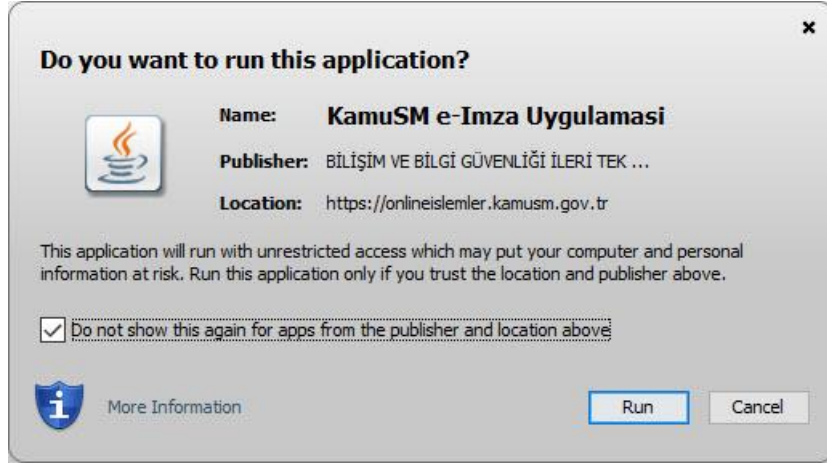 Do you want to run this application?
Name: KamuSM e-Imza Uygulamasi
Publisher: BİLİŞİM VE BİLGİ GÜVENLİĞİ İLERİ TEK ...
Location: https://onlineislemler.kamusm.gov.tr
This application will run with unrestricted access which may put your computer and personal
information at risk. Run this application only if you trust the location and publisher above.
Do not show this again for apps from the publisher and location above
More Information
Run
Cancel